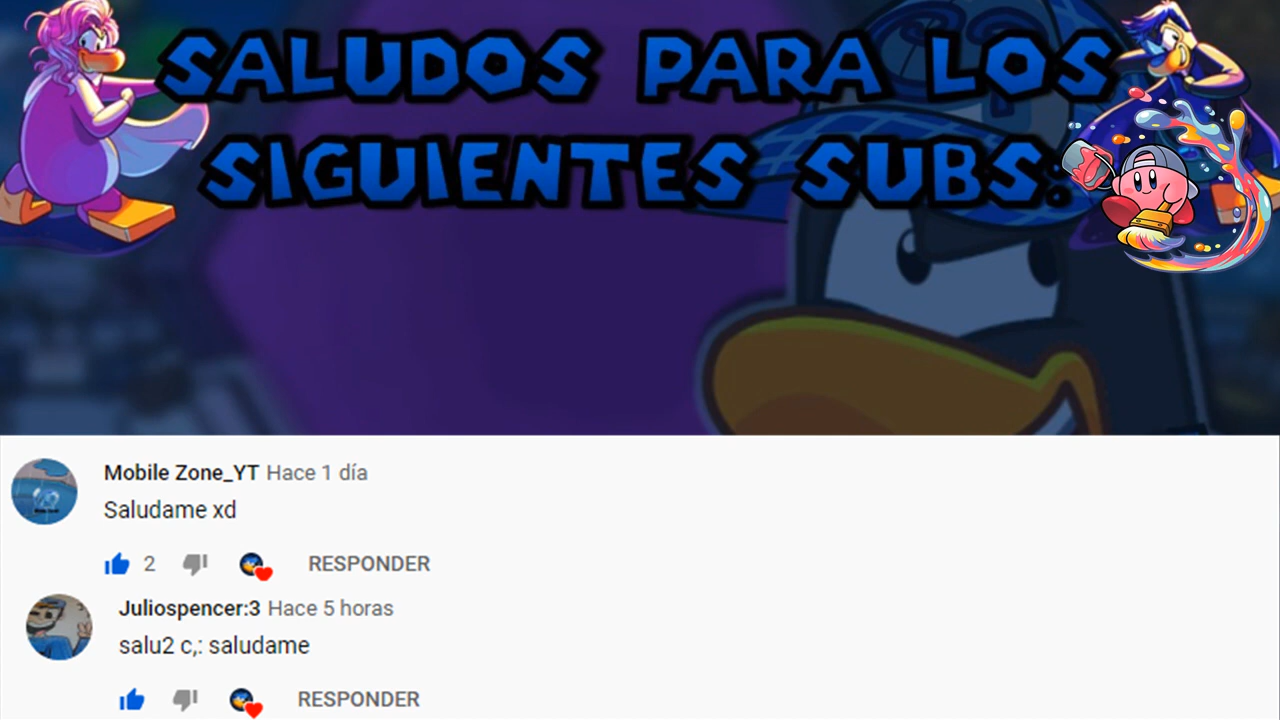 SALUDOS PARA LOS
SIGUIENTES SUBS:
Mobile Zone_YT Hace 1 día
Saludame xd
2 RESPONDER
Juliospencer:3 Hace 5 horas
salu2 c,: saludame
RESPONDER